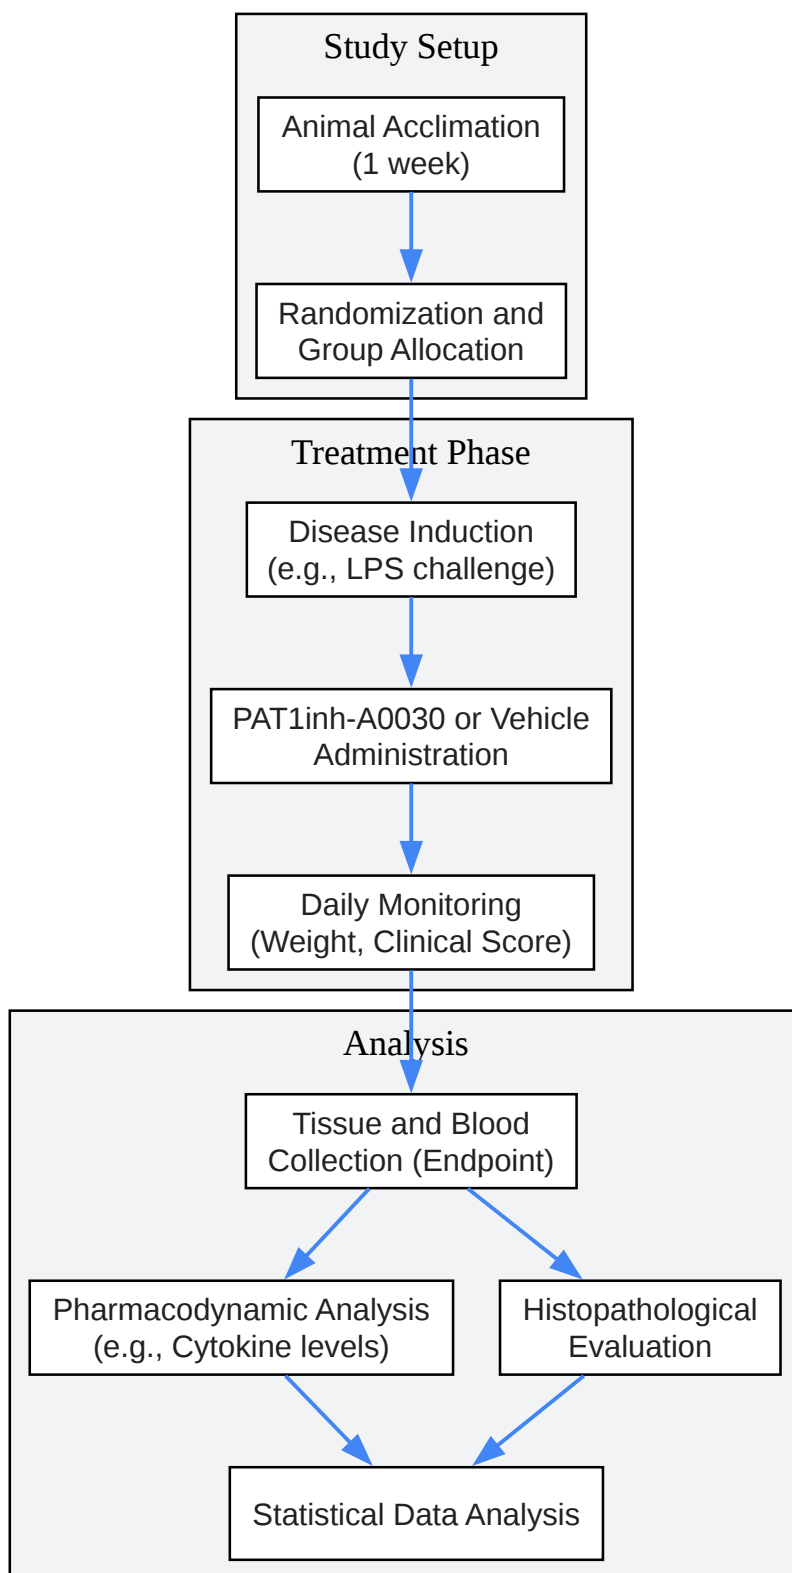 Study Setup
Animal Acclimation
(1 week)
Randomization and
Group Allocation
Treatment Phase
Disease Induction
(e.g., LPS challenge)
PAT1inh-A0030 or Vehicle
Administration
Daily Monitoring
(Weight, Clinical Score)
Analysis
Tissue and Blood
Collection (Endpoint)
Pharmacodynamic Analysis
(e.g., Cytokine levels)
Histopathological
Evaluation
Statistical Data Analysis